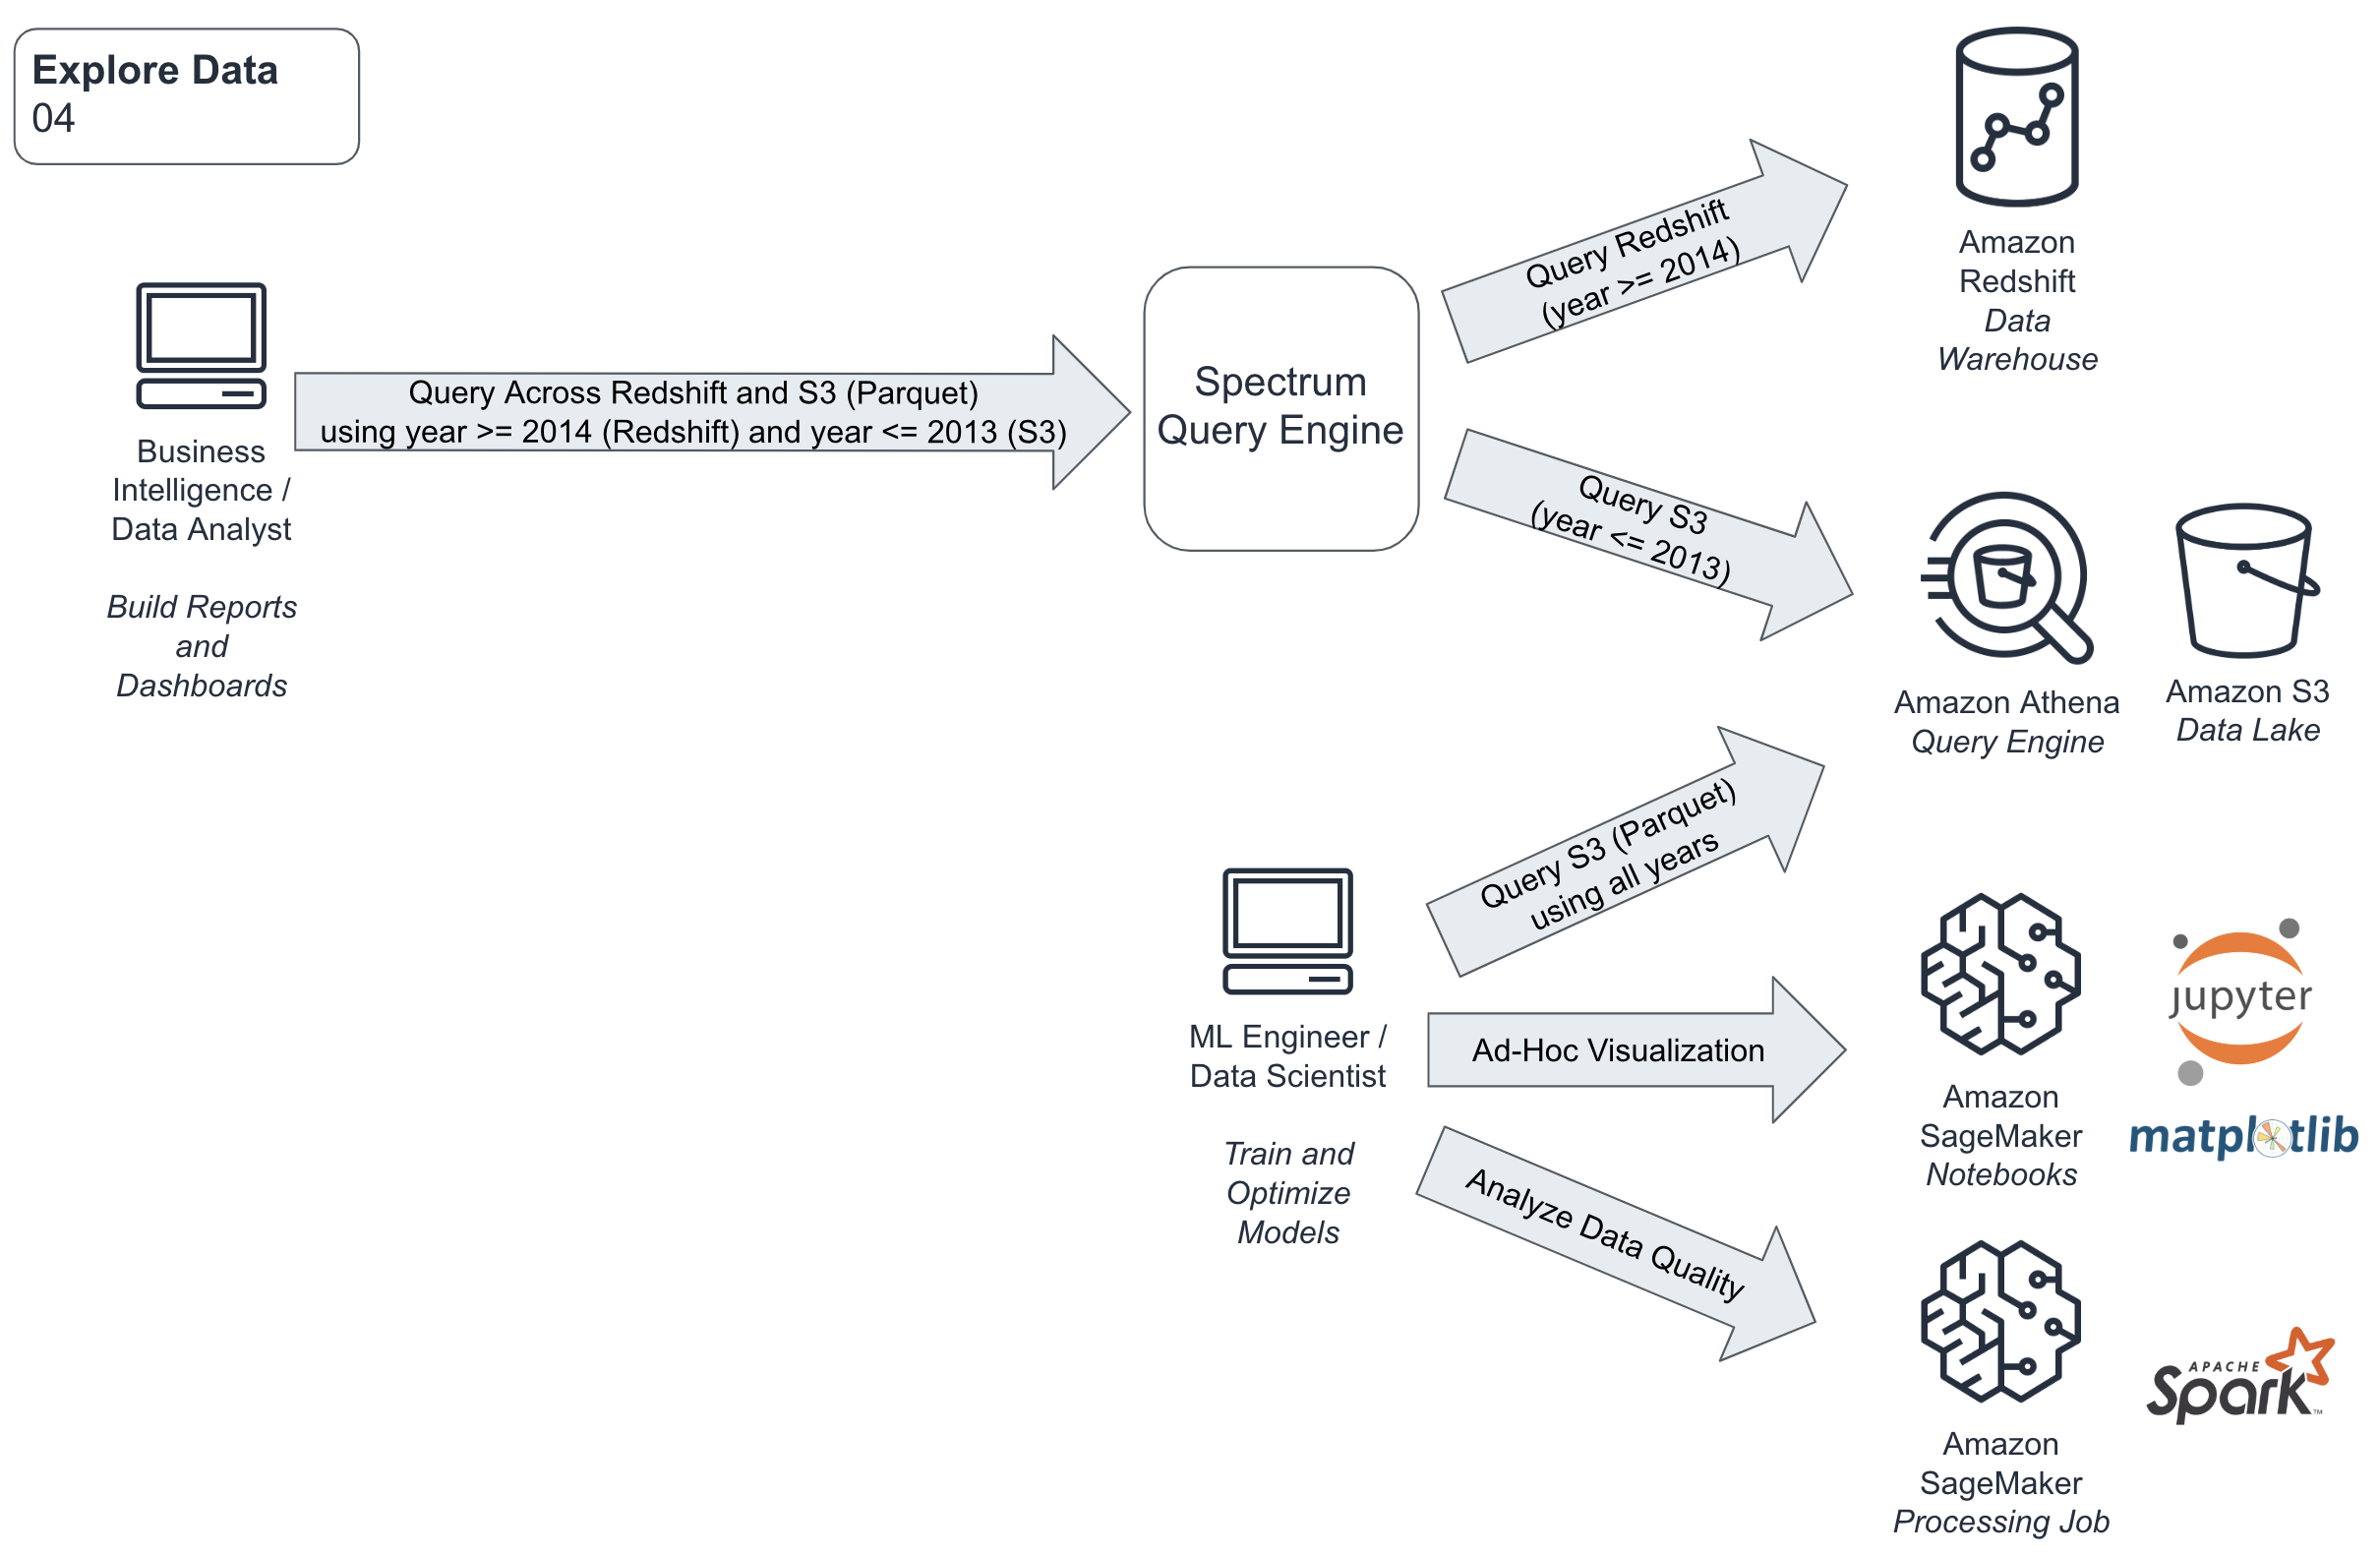 Explore Data
04
Business
Intelligence /
Data Analyst
Build Reports
and
Dashboards
Query Across Redshift and S3 (Parquet)
using year >= 2014 (Redshift) and year <= 2013 (S3)
Spectrum
Query Engine
Query Redshift
(year >= 2014)
Amazon
Redshift
Data
Warehouse
Query S3
(year <= 2013)
Amazon Athena
Query Engine
Amazon S3
Data Lake
ML Engineer /
Data Scientist
Train and
Optimize
Models
Query S3 (Parquet)
using all years
Ad-Hoc Visualization
Amazon
SageMaker
Notebooks
jupyter
matplotlib
Analyze Data Quality
Amazon
SageMaker
Processing Job
APACHE
Spark™